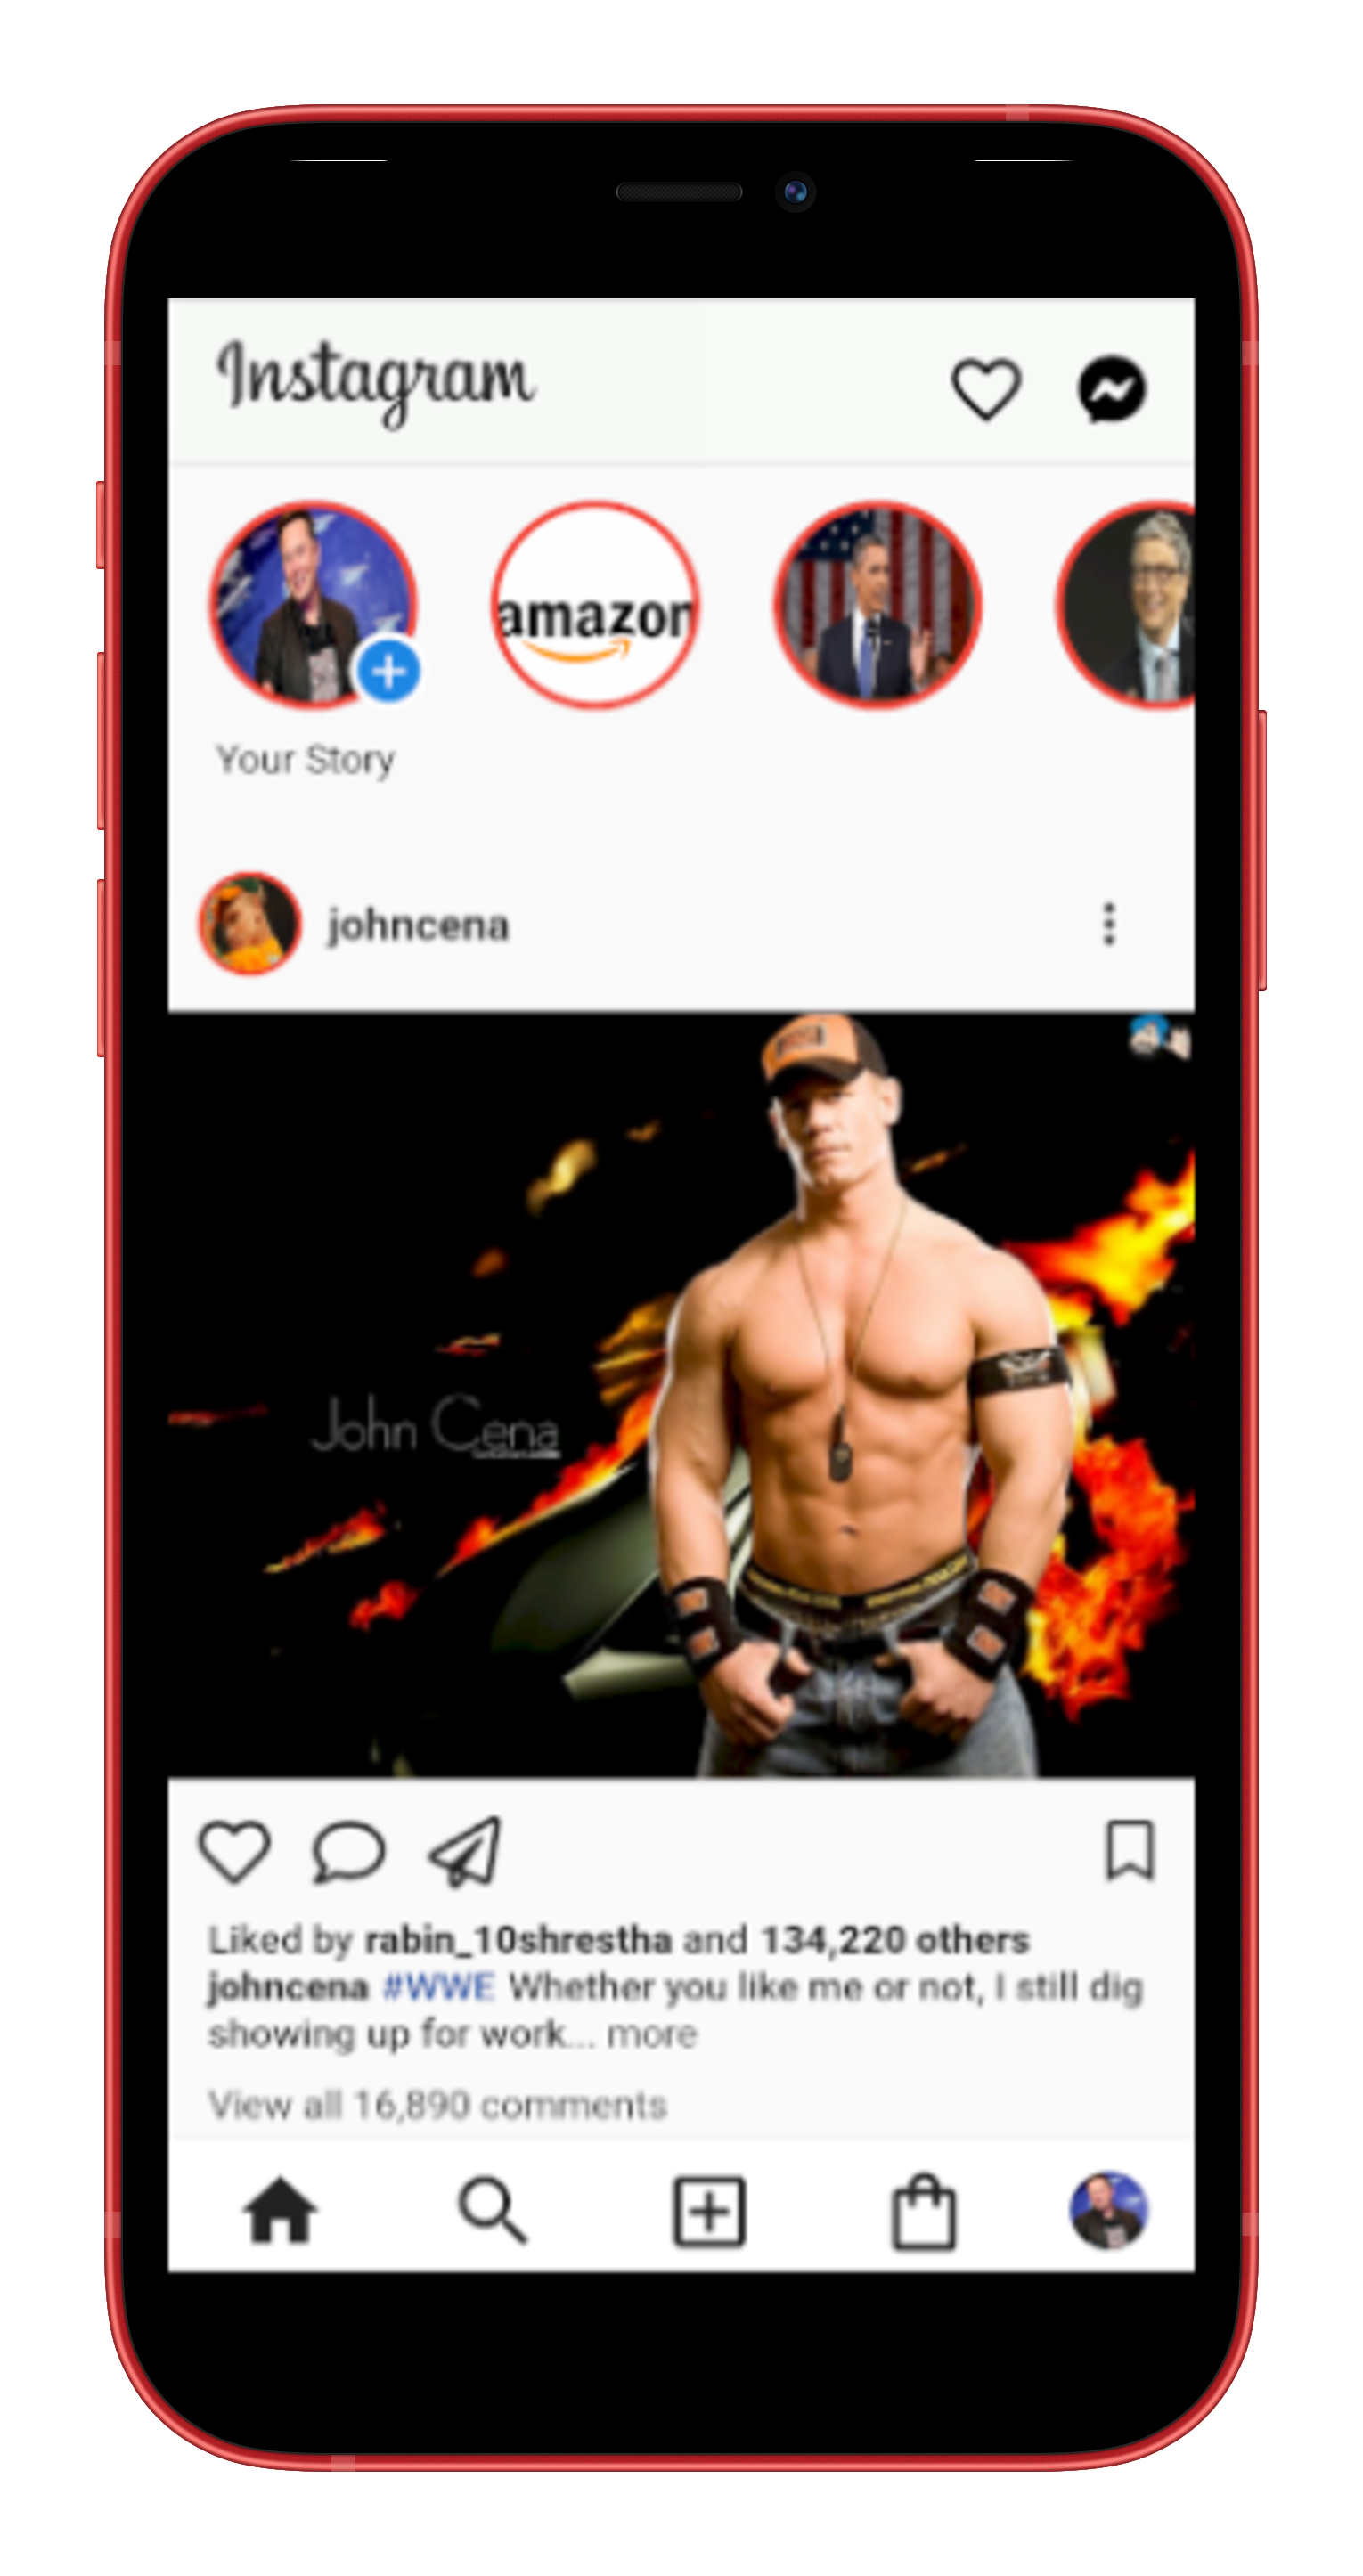 Instagram
amazon
Your Story
johncena
John Cena
Liked by rabin_10shrestha and 134,220 others
johncena #WWE Whether you like me or not, I still dig
showing up for work... more
View all 16,890 comments